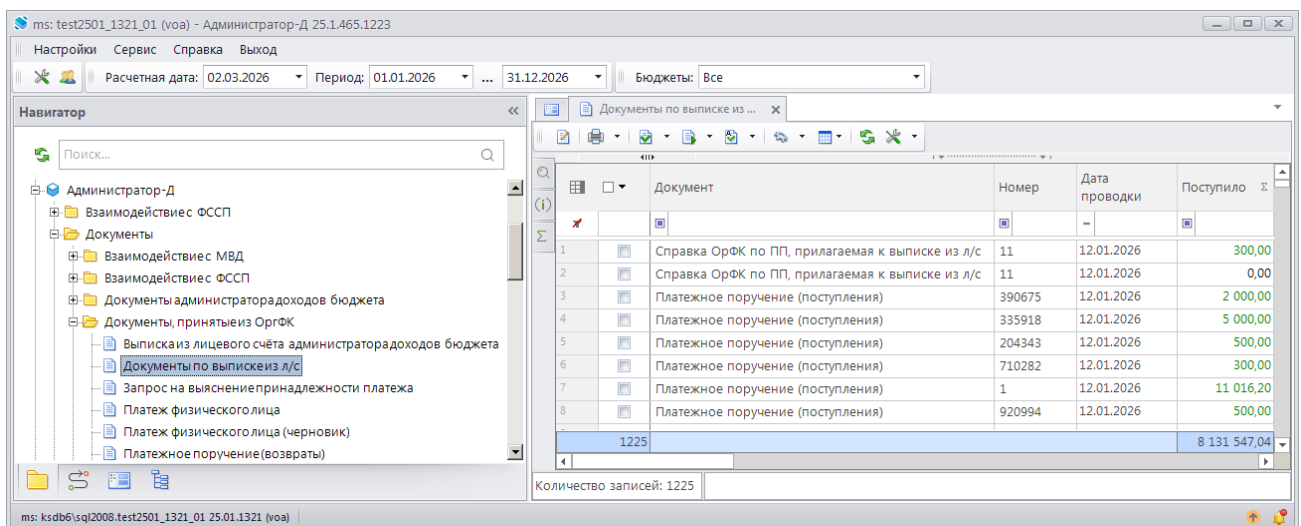 ms: test2501_1321_01 (voa) - Администратор-Д 25.1.465.1223
Настройки Сервис Справка Выход
Расчетная дата: 02.03.2026 Период: 01.01.2026 ... 31.12.2026 Бюджеты: Все
Навигатор
Поиск...
Администратор-Д
Взаимодействие с ФССП
Документы
Взаимодействие с МВД
Взаимодействие с ФССП
Документы администратора доходов бюджета
Документы, принятые из ОргФК
Выписка из лицевого счёта администратора доходов бюджета
Документы по выписке из л/с
Запрос на выяснение принадлежности платежа
Платеж физического лица
Платеж физического лица (черновик)
Платежное поручение (возвраты)
Документы по выписке из ...
Документ Номер Дата проводки Поступило Σ
1 Справка ОрФК по ПП, прилагаемая к выписке из л/с 11 12.01.2026 300,00
2 Справка ОрФК по ПП, прилагаемая к выписке из л/с 11 12.01.2026 0,00
3 Платежное поручение (поступления) 390675 12.01.2026 2 000,00
4 Платежное поручение (поступления) 335918 12.01.2026 5 000,00
5 Платежное поручение (поступления) 204343 12.01.2026 500,00
6 Платежное поручение (поступления) 710282 12.01.2026 300,00
7 Платежное поручение (поступления) 1 12.01.2026 11 016,20
8 Платежное поручение (поступления) 920994 12.01.2026 500,00
1225 8 131 547,04
Количество записей: 1225
ms: ksdb6\sql2008.test2501_1321_01 25.01.1321 (voa)